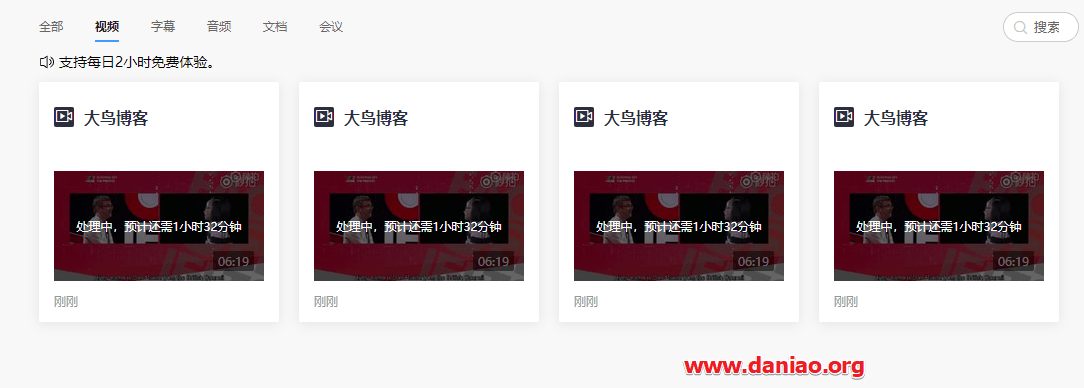 全部 视频 字幕 音频 文档 会议 搜索
支持每日2小时免费体验。
大鸟博客 大鸟博客 大鸟博客 大鸟博客
处理中，预计还需1小时32分钟 处理中，预计还需1小时32分钟 处理中，预计还需1小时32分钟 处理中，预计还需1小时32分钟
06:19 06:19 06:19 06:19
刚刚 刚刚 刚刚 刚刚
www.daniao.org